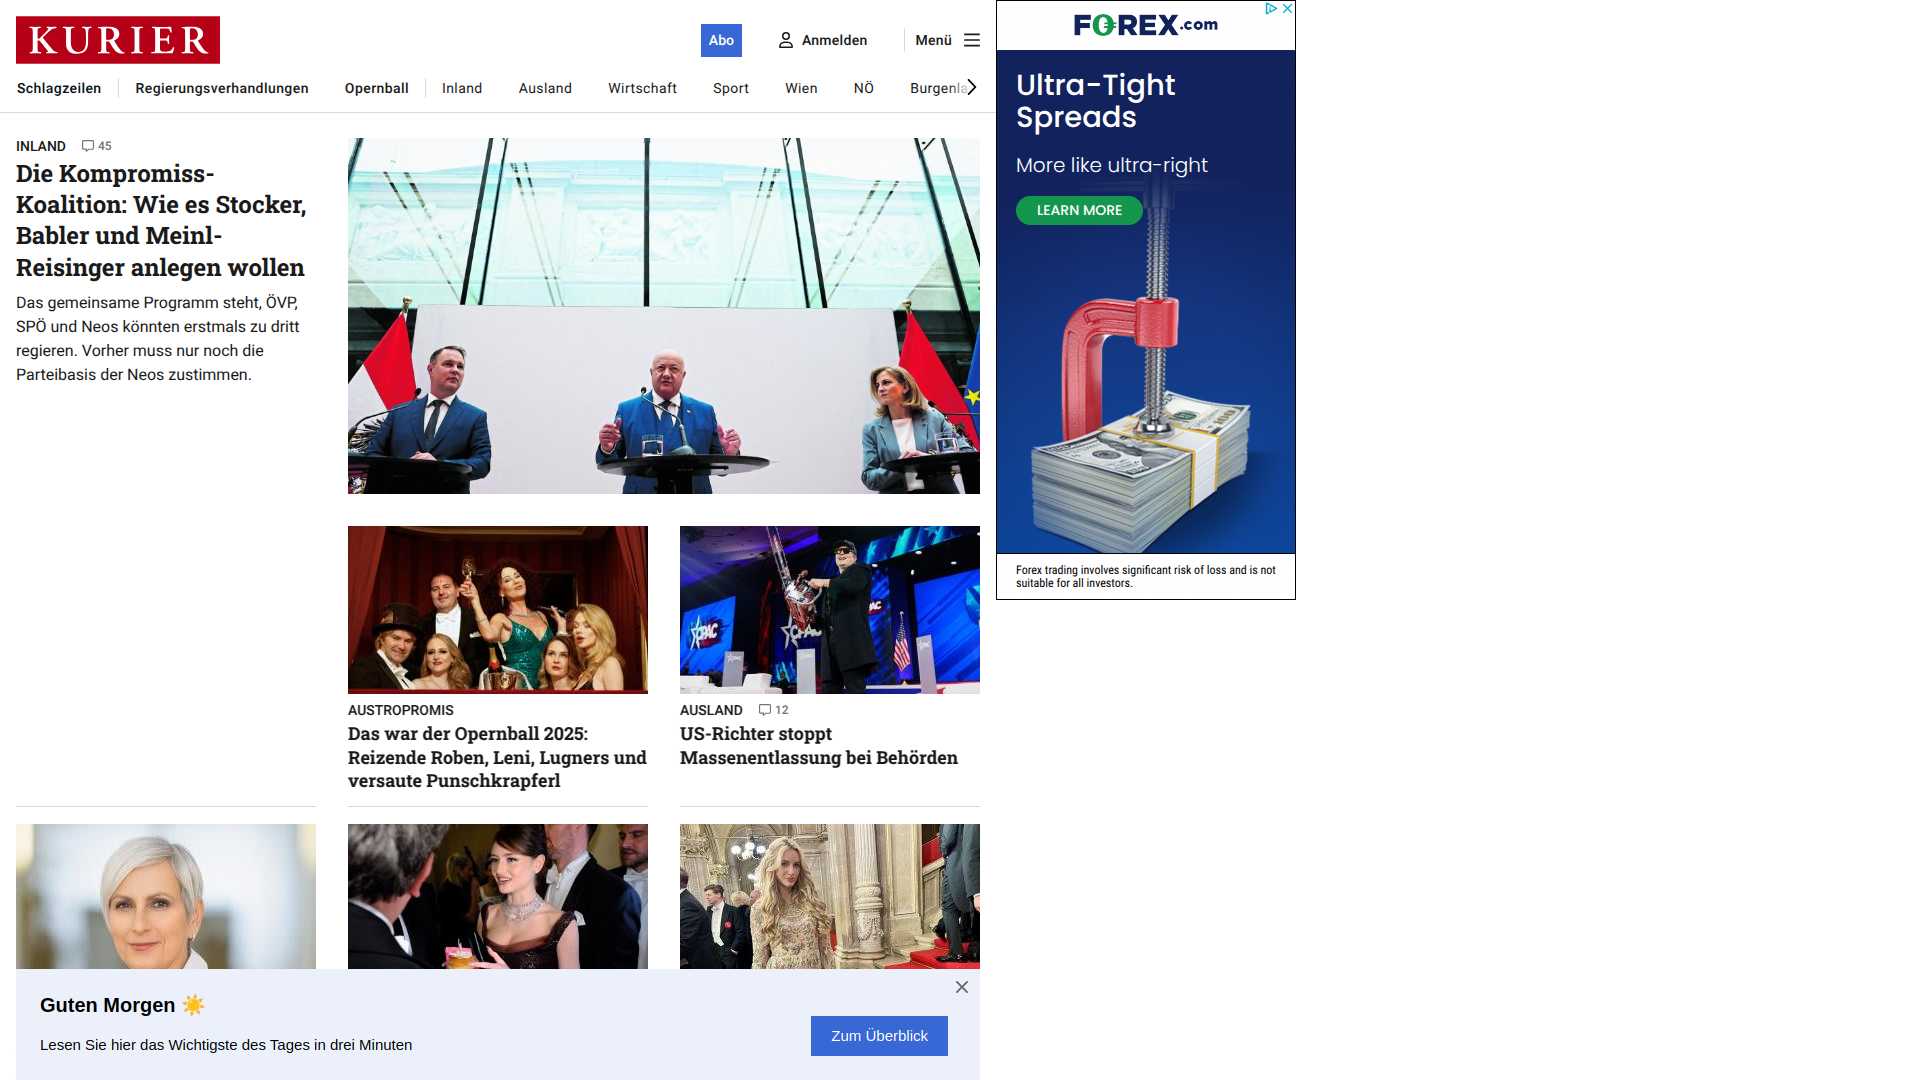 KURIER
Abo
Anmelden
Menü
Schlagzeilen
Regierungsverhandlungen
Opernball
Inland
Ausland
Wirtschaft
Sport
Wien
NÖ
INLAND
45
Die Kompromiss-
Koalition: Wie es Stocker,
Babler und Meinl-
Reisinger anlegen wollen
Das gemeinsame Programm steht, ÖVP,
SPÖ und Neos könnten erstmals zu dritt
regieren. Vorher muss nur noch die
Parteibasis der Neos zustimmen.
AUSTROPROMIS
Das war der Opernball 2025:
Reizende Roben, Leni, Lugners und
versaute Punschkrapferl
CPAC
AUSLAND
12
US-Richter stoppt
Massenentlassung bei Behörden
Guten Morgen ☀️
Lesen Sie hier das Wichtigste des Tages in drei Minuten
Zum Überblick
FOREX.com
Ultra-Tight
Spreads
More like ultra-right
LEARN MORE
Forex trading involves significant risk of loss and is not
suitable for all investors.